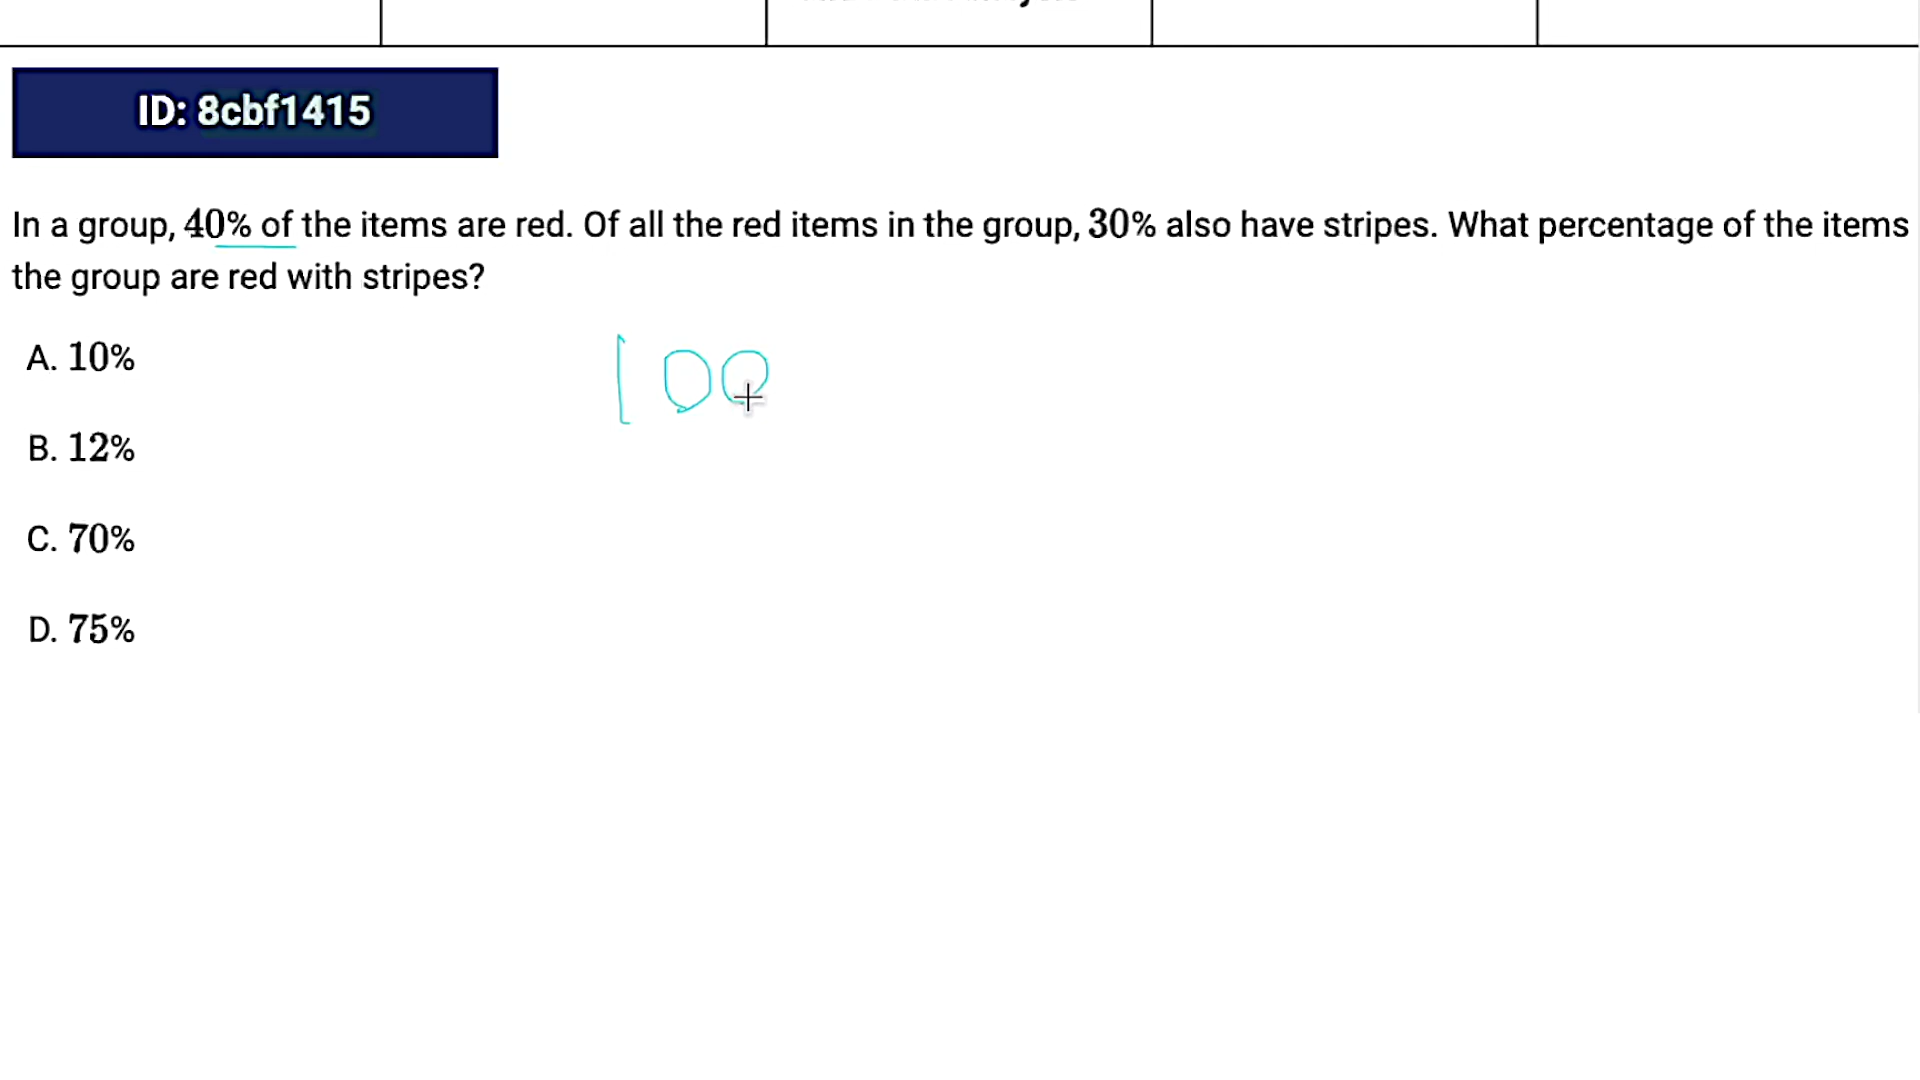 ID: 8cbf1415
In a group, 40% of the items are red. Of all the red items in the group, 30% also have stripes. What percentage of the items
the group are red with stripes?
A. 10%
100
B. 12%
C. 70%
D. 75%